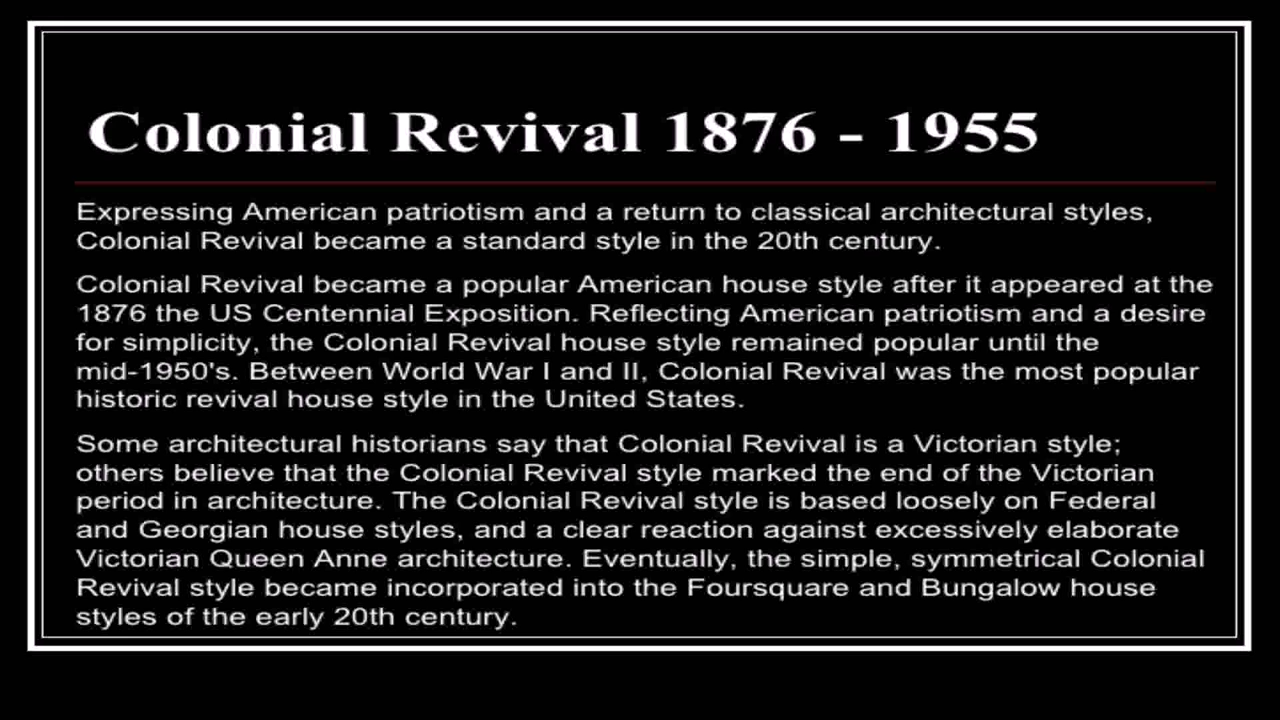 Colonial Revival 1876 - 1955
Expressing American patriotism and a return to classical architectural styles,
Colonial Revival became a standard style in the 20th century.
Colonial Revival became a popular American house style after it appeared at the
1876 the US Centennial Exposition. Reflecting American patriotism and a desire
for simplicity, the Colonial Revival house style remained popular until the
mid-1950's. Between World War I and II, Colonial Revival was the most popular
historic revival house style in the United States.
Some architectural historians say that Colonial Revival is a Victorian style;
others believe that the Colonial Revival style marked the end of the Victorian
period in architecture. The Colonial Revival style is based loosely on Federal
and Georgian house styles, and a clear reaction against excessively elaborate
Victorian Queen Anne architecture. Eventually, the simple, symmetrical Colonial
Revival style became incorporated into the Foursquare and Bungalow house
styles of the early 20th century.